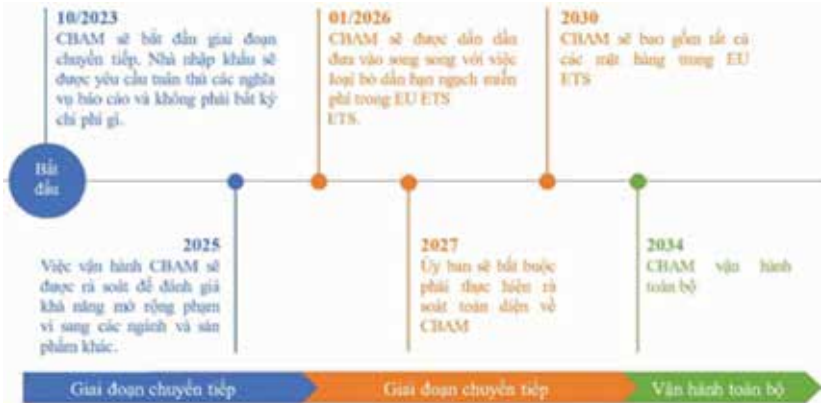 10/2023
CBAM sẽ bắt đầu giai đoạn
chuyển tiếp. Nhà nhập khẩu sẽ
được yêu cầu tuân thủ các nghĩa
vụ báo cáo và không phải bất kỳ
chi phí gì.
01/2026
CBAM sẽ được dần dần
đưa vào song song với việc
loại bỏ dần hạn ngạch miễn
phí trong EU ETS
ETS.
2030
CBAM sẽ bao gồm tất cả
các mặt hàng trong EU
ETS
Bắt
đầu
2025
Việc vận hành CBAM sẽ
được rà soát để đánh giá
khả năng mở rộng phạm
vi sang các ngành và sản
phẩm khác.
2027
Ủy ban sẽ bắt buộc
phải thực hiện rà
soát toàn diện về
CBAM
2034
CBAM vận hành
toàn bộ
Giai đoạn chuyển tiếp
Giai đoạn chuyển tiếp
Vận hành toàn bộ